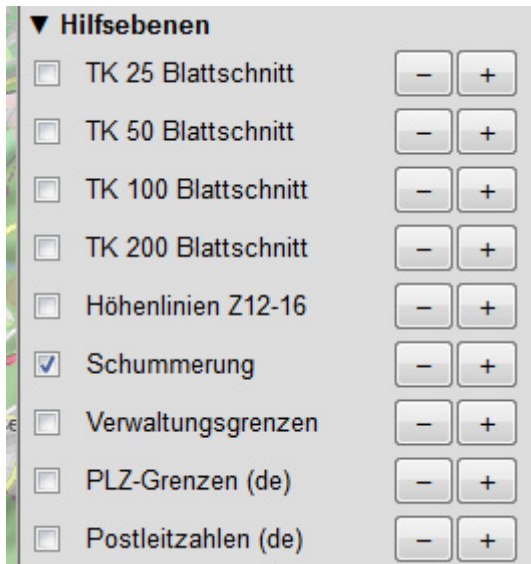 ▼ Hilfsebenen
TK 25 Blattschnitt − +
TK 50 Blattschnitt − +
TK 100 Blattschnitt − +
TK 200 Blattschnitt − +
Höhenlinien Z12-16 − +
Schummerung − +
Verwaltungsgrenzen − +
PLZ-Grenzen (de) − +
Postleitzahlen (de) − +